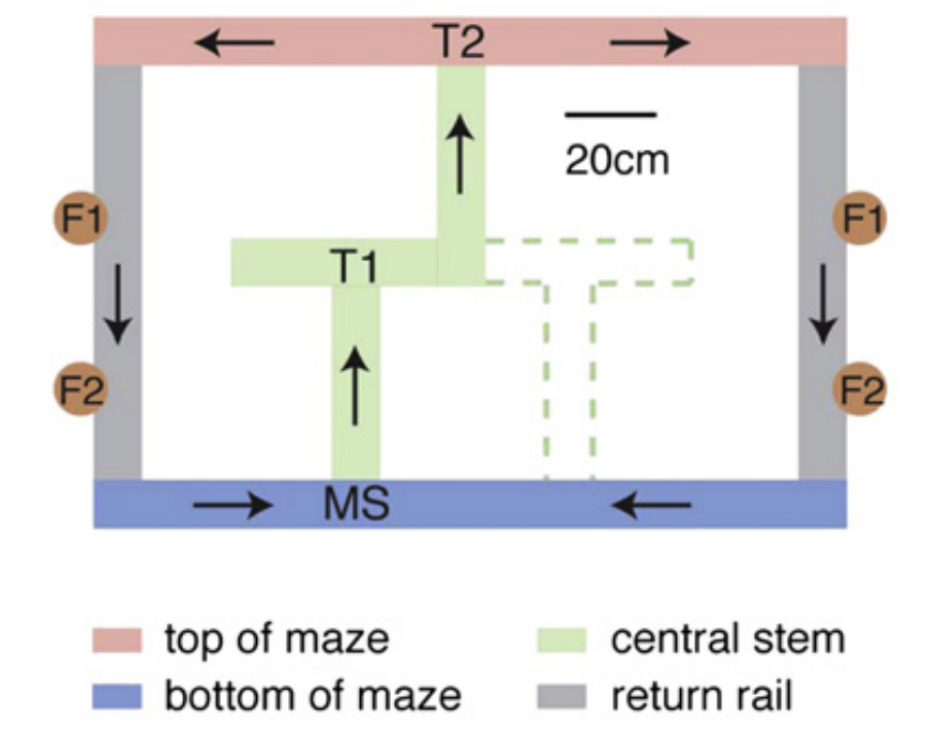 T2
20cm
F1
F1
T1
F2
F2
MS
top of maze
central stem
bottom of maze
return rail